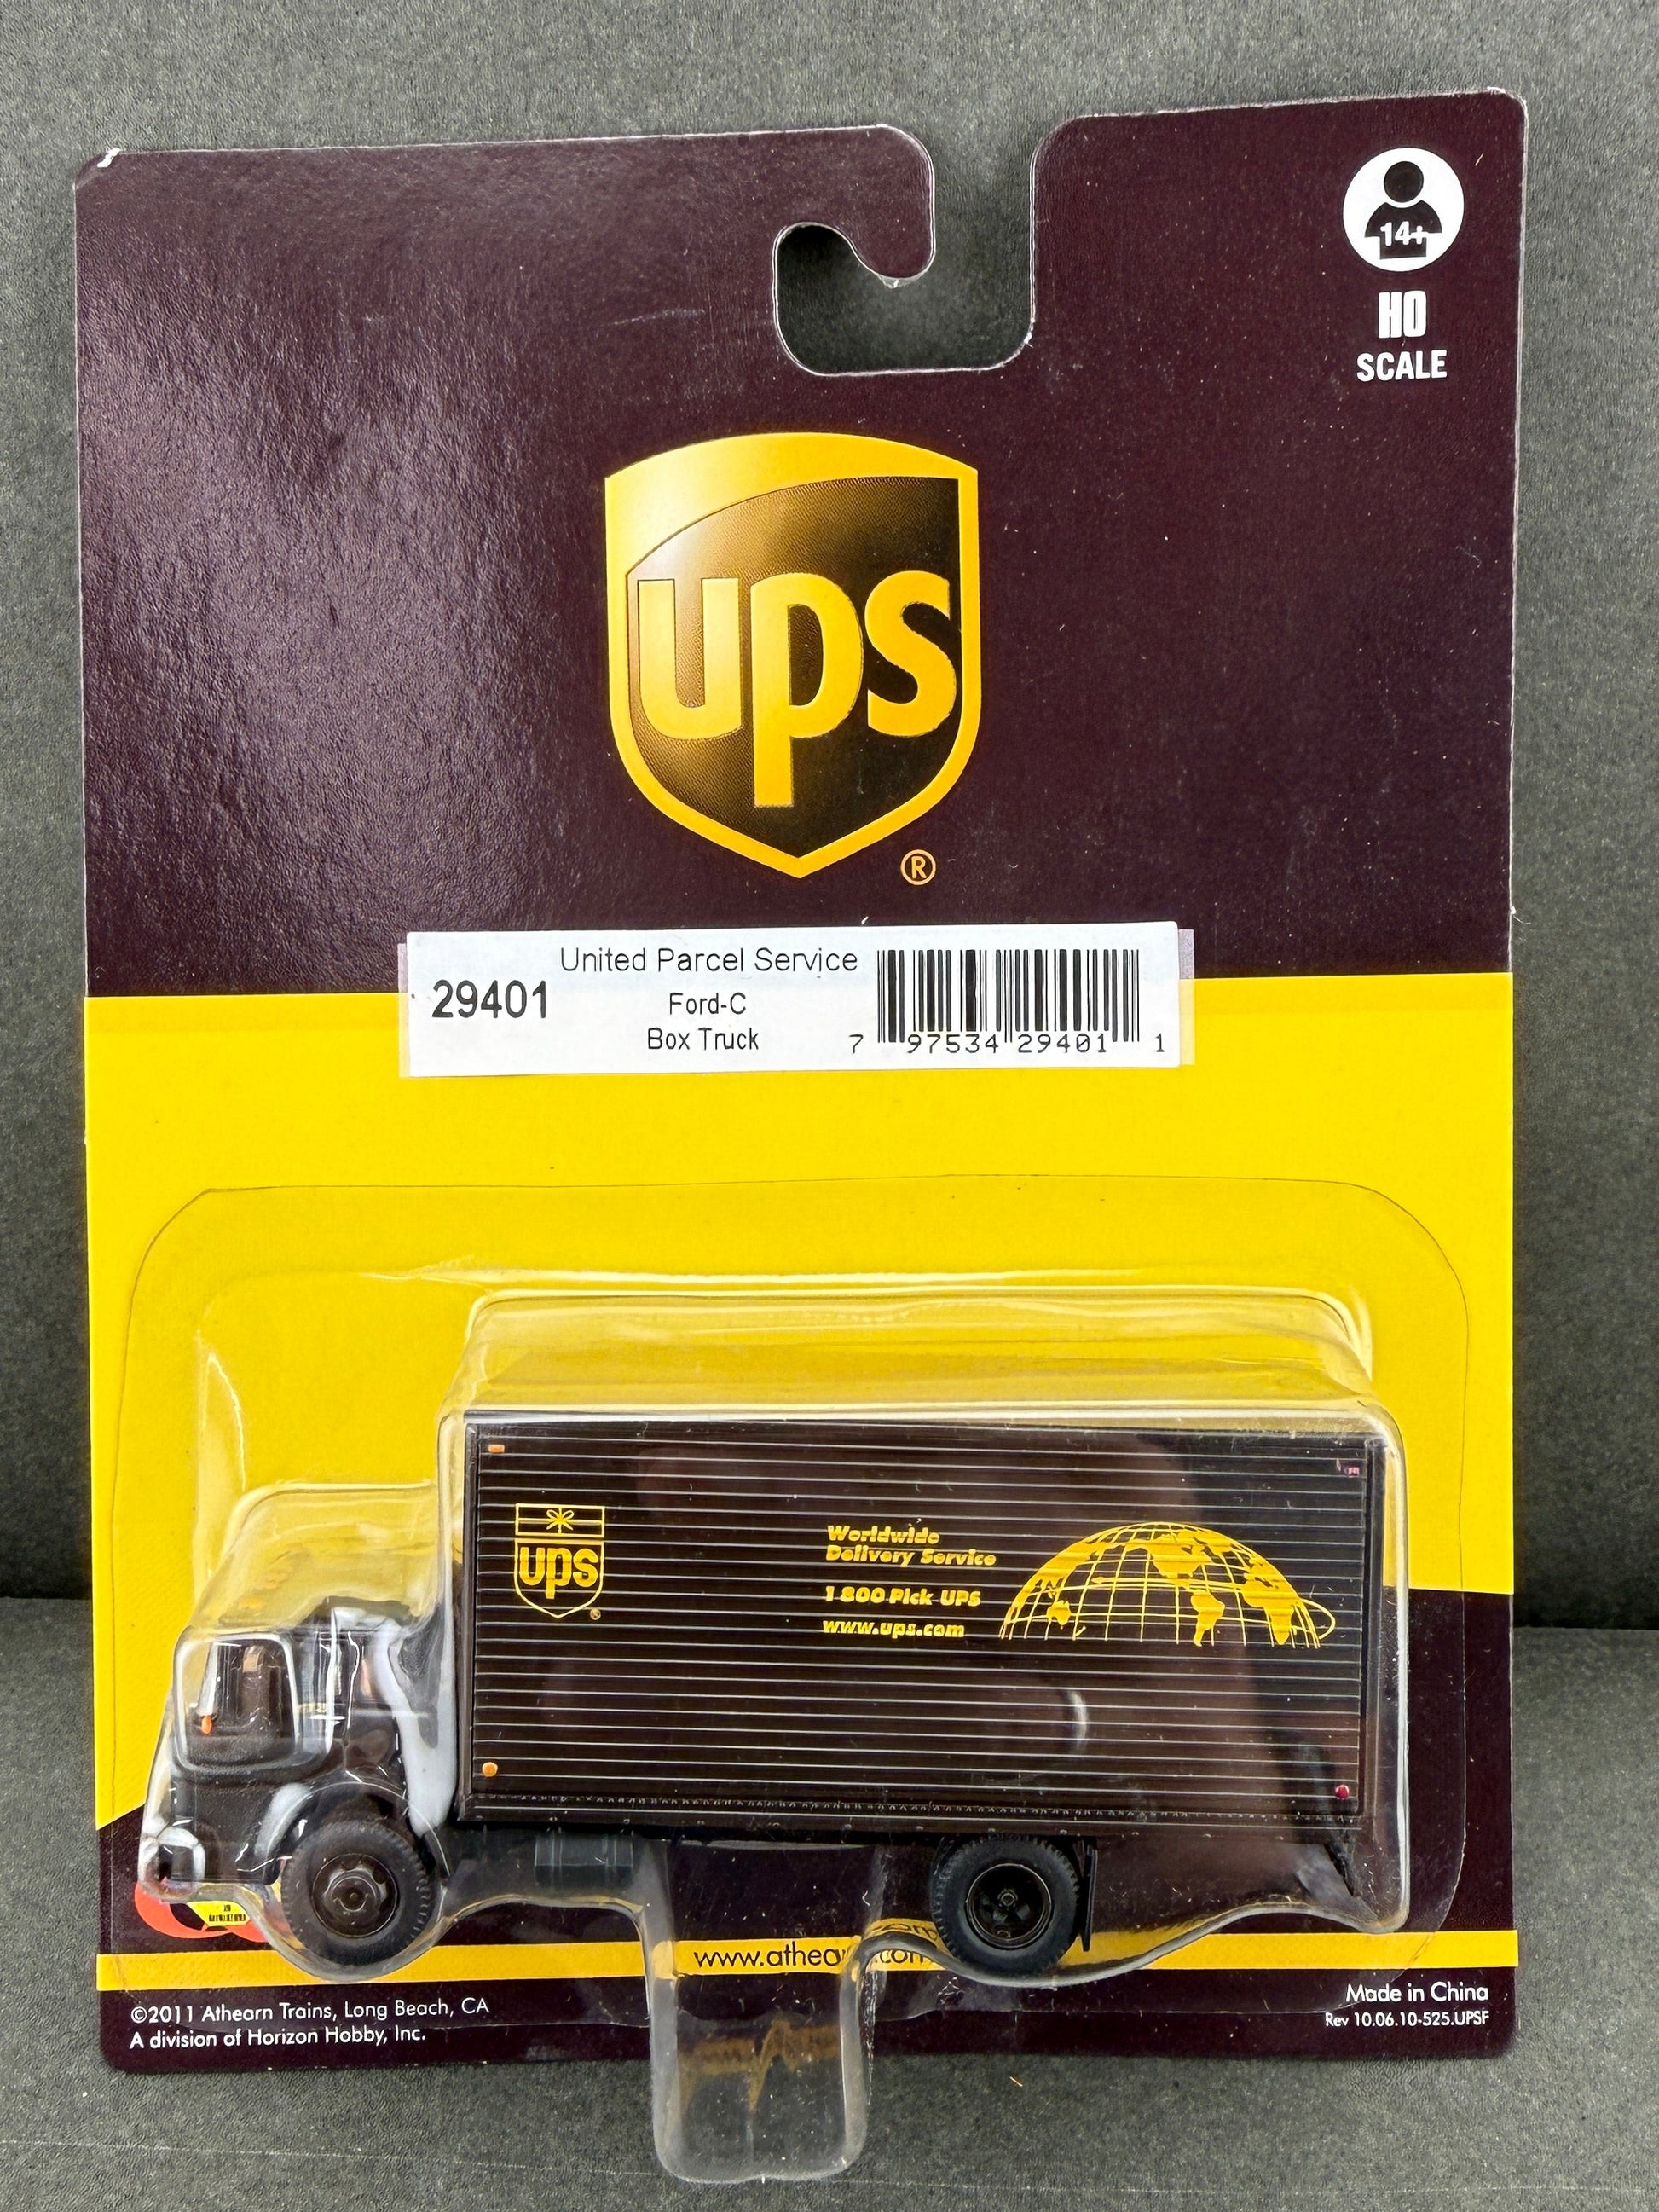 14+
HO
SCALE
ups
®
United Parcel Service
29401
Ford-C
Box Truck
7 97534 29401 1
ups
®
Worldwide
Delivery Service
1 800 Pick-UPS
www.ups.com
©2011 Athearn Trains, Long Beach, CA
A division of Horizon Hobby, Inc.
Made in China
Rev 10.06.10-525.UPSF